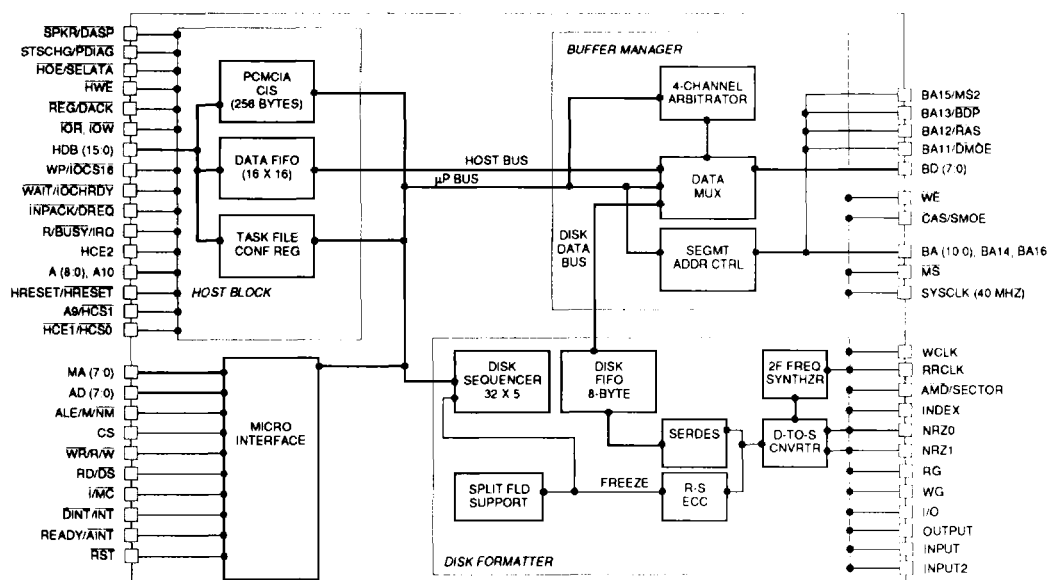 SPKR/DASP
STSCHG/PDIAG
HOE/SELATA
HWE
REG/DACK
IOR, IOW
HDB (15:0)
WP/IOCS16
WAIT/IOCHRDY
INPACK/DREQ
R/BUSY/IRQ
HCE2
A (8:0), A10
HRESET/HRESET
A9/HCS1
HCE1/HCS0
PCMCIA
CIS
(256 BYTES)
DATA FIFO
(16 X 16)
TASK FILE
CONF REG
HOST BLOCK
HOST BUS
µP BUS
BUFFER MANAGER
4-CHANNEL
ARBITRATOR
DATA
MUX
DISK
DATA
BUS
SEGMT
ADDR CTRL
BA15/MS2
BA13/BDP
BA12/RAS
BA11/DMOE
BD (7:0)
WE
CAS/SMOE
BA (10:0), BA14, BA16
MS
SYSCLK (40 MHZ)
MA (7:0)
AD (7:0)
ALE/M/NM
CS
WR/R/W
RD/DS
I/MC
DINT/INT
READY/AINT
RST
MICRO
INTERFACE
DISK
SEQUENCER
32 X 5
DISK
FIFO
8-BYTE
2F FREQ
SYNTHZR
SERDES
D-TO-S
CNVRTR
SPLIT FLD
SUPPORT
FREEZE
R-S
ECC
DISK FORMATTER
WCLK
RRCLK
AMD/SECTOR
INDEX
NRZ0
NRZ1
RG
WG
I/O
OUTPUT
INPUT
INPUT2